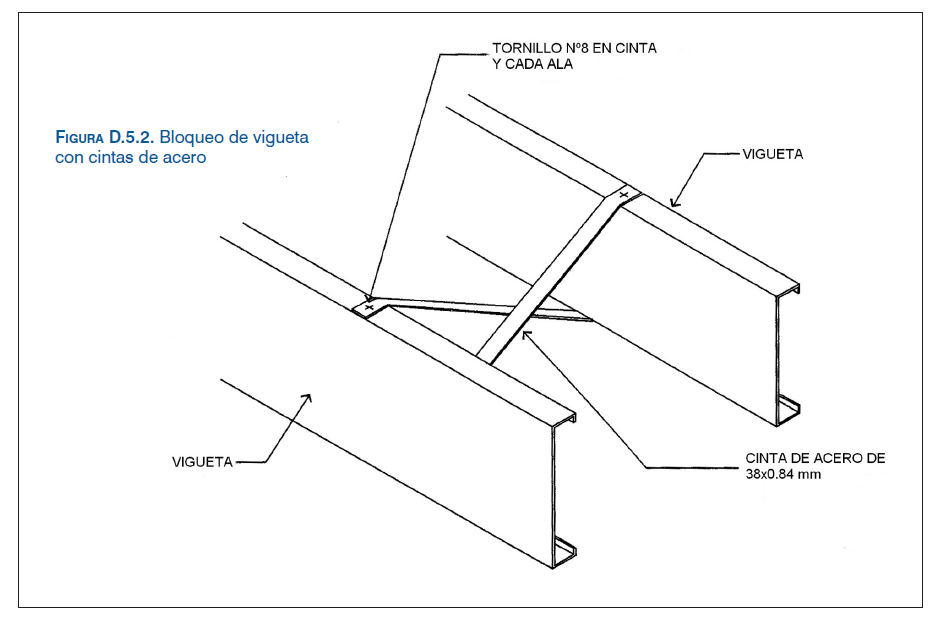 TORNILLO Nº8 EN CINTA
Y CADA ALA
FIGURA D.5.2. Bloqueo de vigueta
con cintas de acero
VIGUETA
VIGUETA
CINTA DE ACERO DE
38x0.84 mm